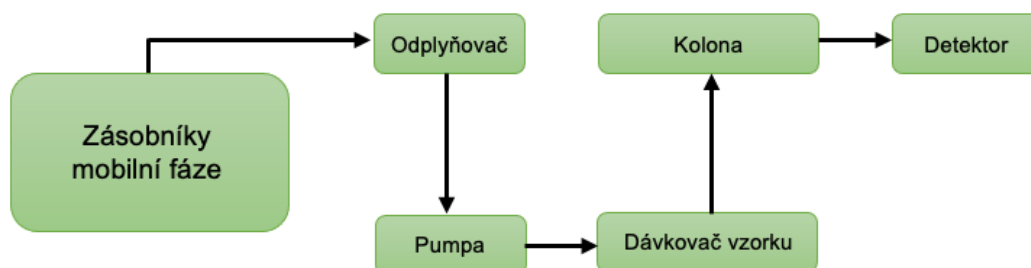 Zásobníky
mobilní fáze
Odplyňovač
Pumpa
Dávkovač vzorku
Kolona
Detektor